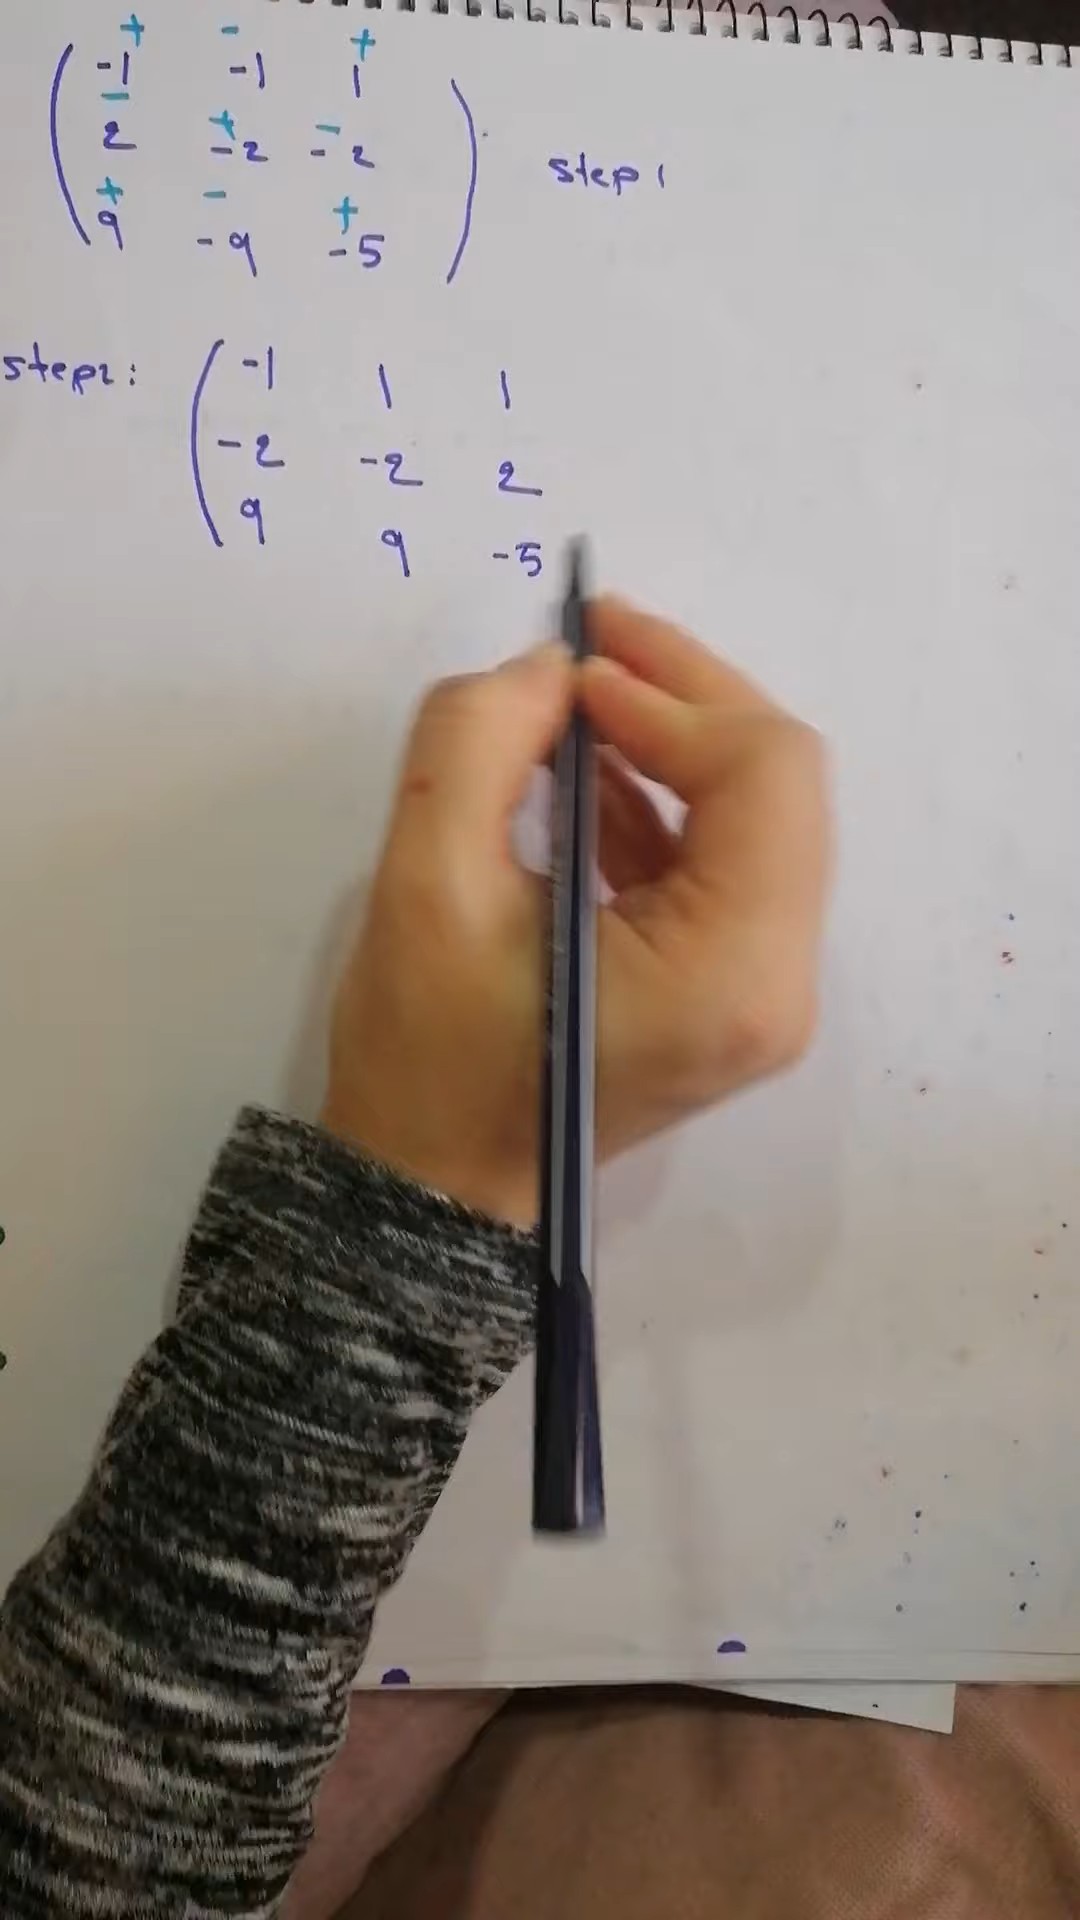 + - +
-1 -1 1
- + -
2 -2 -2
step 1
+ - +
9 -9 -5
step2:
-1 1 1
-2 -2 2
9 9 -5